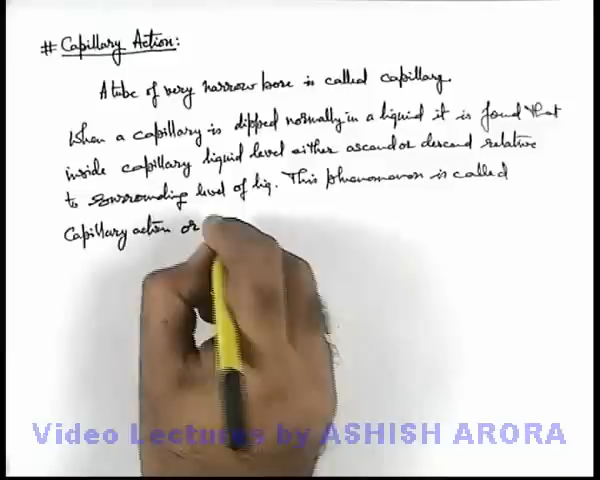 # Capillary Action:
A tube of very narrow bore is called capillary.
When a capillary is dipped normally in a liquid it is found that
inside capillary liquid level either ascend or descend relative
to surrounding level of liq. This phenomenon is called
Capillary action or
Video Lectures by ASHISH ARORA